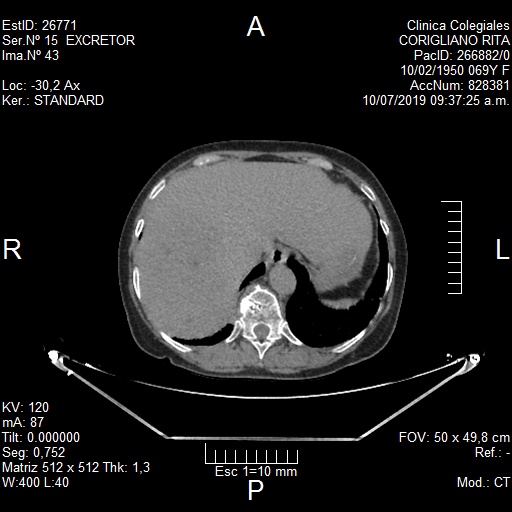 EstID: 26771
Ser.Nº 15 EXCRETOR
Ima.Nº 43
Loc: -30,2 Ax
Ker.: STANDARD
A
Clinica Colegiales
CORIGLIANO RITA
PacID: 266882/0
10/02/1950 069Y F
AccNum: 828381
10/07/2019 09:37:25 a.m.
R
L
KV: 120
mA: 87
Tilt: 0.000000
Seg: 0,752
Matriz 512 x 512 Thk: 1,3
W:400 L:40
Esc 1=10 mm
P
FOV: 50 x 49,8 cm
Ref.: -
Mod.: CT